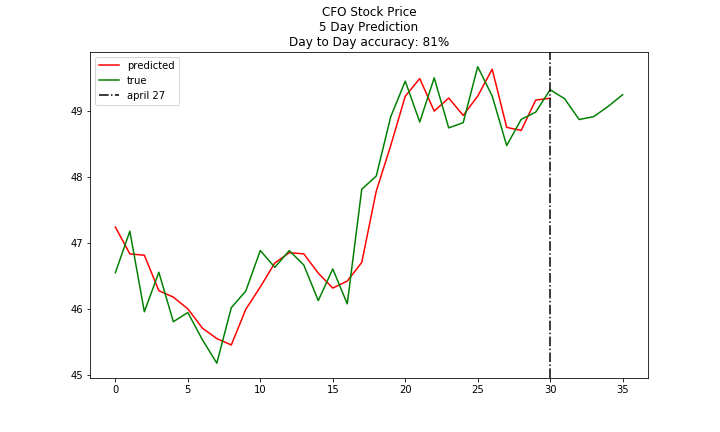 CFO Stock Price
5 Day Prediction
Day to Day accuracy: 81%
predicted
true
april 27
49
48
47
46
45
0 5 10 15 20 25 30 35